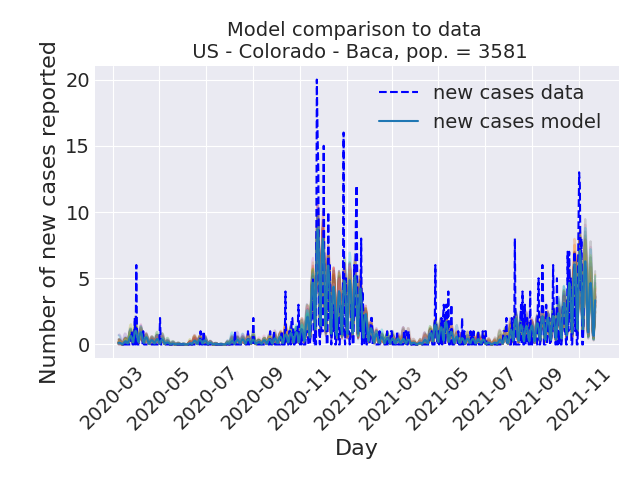 Model comparison to data
US - Colorado - Baca, pop. = 3581
new cases data
new cases model
Number of new cases reported
20
15
10
5
0
2020-03
2020-05
2020-07
2020-09
2020-11
2021-01
2021-03
2021-05
2021-07
2021-09
2021-11
Day